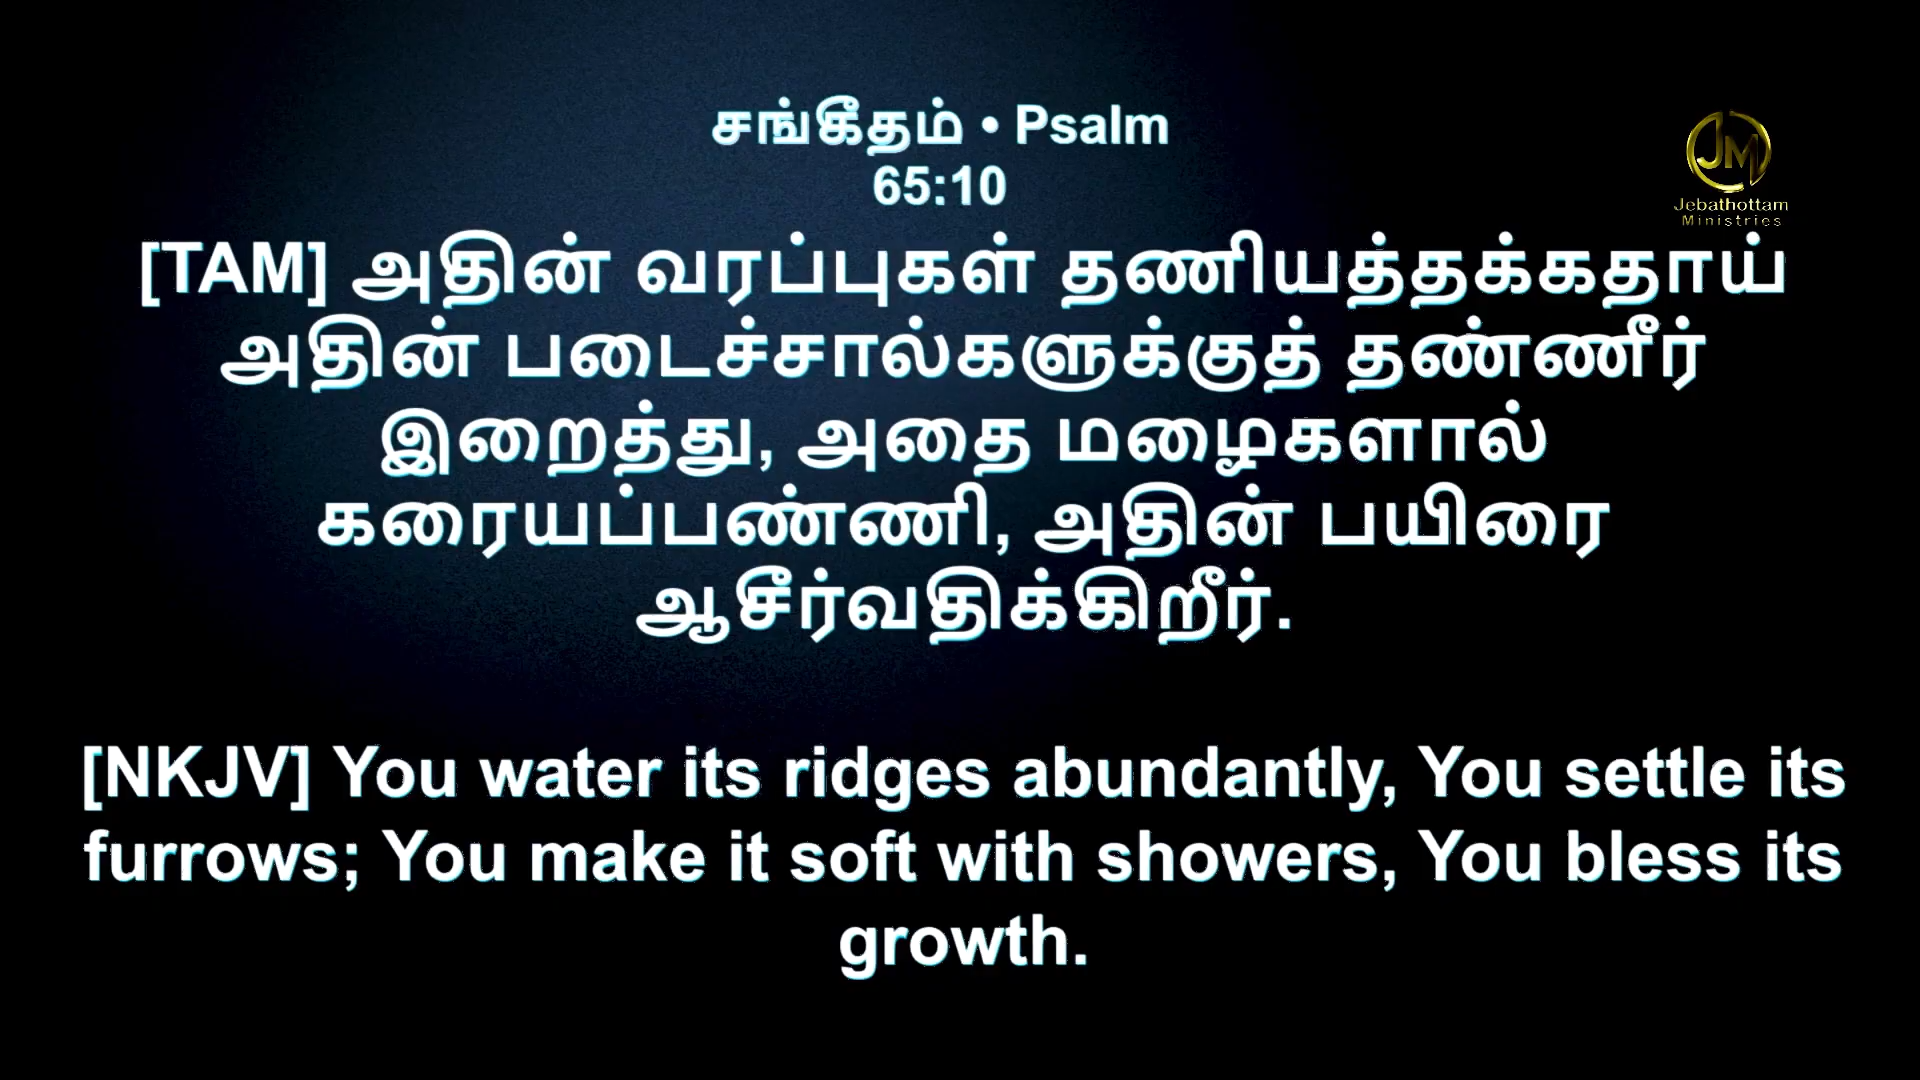 சங்கீதம் • Psalm
65:10
JM
Jebathottam
Ministries
[TAM] அதின் வரப்புகள் தணியத்தக்கதாய்
அதின் படைச்சால்களுக்குத் தண்ணீர்
இறைத்து, அதை மழைகளால்
கரையப்பண்ணி, அதின் பயிரை
ஆசீர்வதிக்கிறீர்.
[NKJV] You water its ridges abundantly, You settle its
furrows; You make it soft with showers, You bless its
growth.